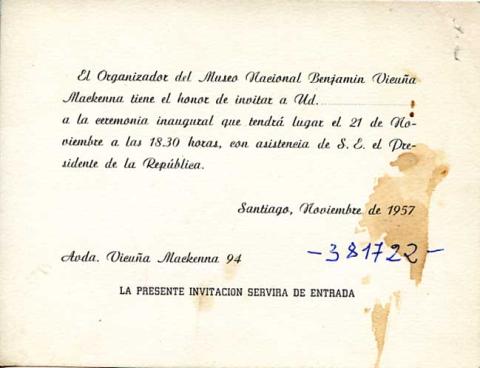 El Organizador del Museo Nacional Benjamin Vicuña
Mackenna tiene el honor de invitar a Ud.....................
a la ceremonia inaugural que tendrá lugar el 21 de No-
viembre a las 18.30 horas, con asistencia de S. E. el Pre-
sidente de la República.
Santiago, Noviembre de 1957
Avda. Vicuña Mackenna 94
-381722-
LA PRESENTE INVITACION SERVIRA DE ENTRADA